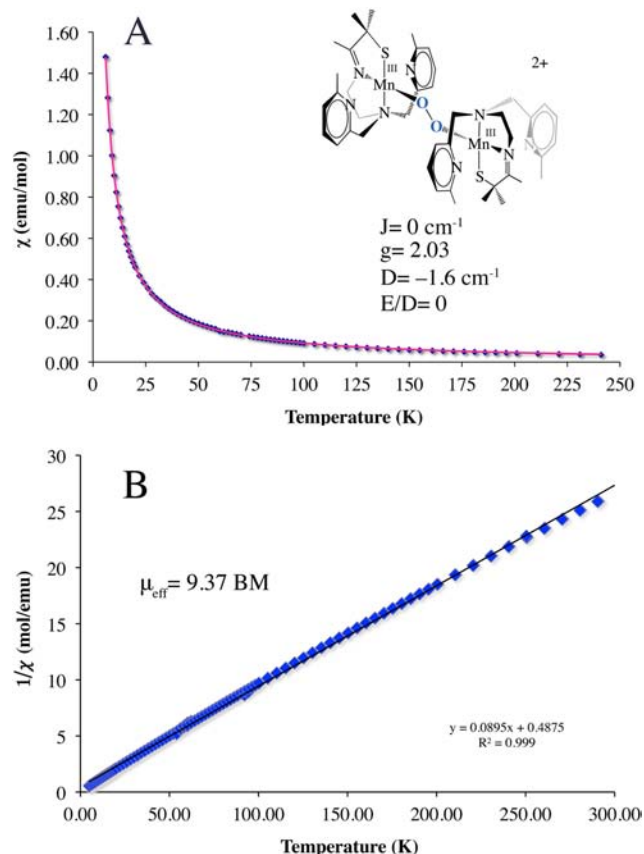 A
2+
III
S
N
Mn
N
N
N
O
O
III
N
Mn
N
N
S
N
N
J= 0 cm⁻¹
g= 2.03
D= –1.6 cm⁻¹
E/D= 0
χ (emu/mol)
1.60
1.40
1.20
1.00
0.80
0.60
0.40
0.20
0.00
0 25 50 75 100 125 150 175 200 225 250
Temperature (K)
B
μeff= 9.37 BM
1/χ (mol/emu)
30
25
20
15
10
5
0
y = 0.0895x + 0.4875
R² = 0.999
0.00 50.00 100.00 150.00 200.00 250.00 300.00
Temperature (K)